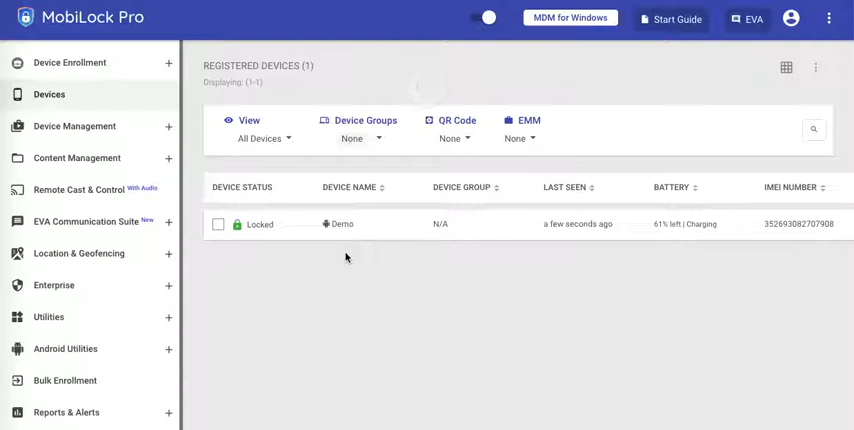 MobiLock Pro
MDM for Windows
Start Guide
EVA
Device Enrollment +
Devices
Device Management +
Content Management +
Remote Cast & Control With Audio
EVA Communication Suite New +
Location & Geofencing +
Enterprise +
Utilities +
Android Utilities +
Bulk Enrollment
Reports & Alerts +
REGISTERED DEVICES (1)
Displaying: (1-1)
View
All Devices
Device Groups
None
QR Code
None
EMM
None
DEVICE STATUS DEVICE NAME DEVICE GROUP LAST SEEN BATTERY IMEI NUMBER
Locked Demo N/A a few seconds ago 61% left | Charging 352693082707908